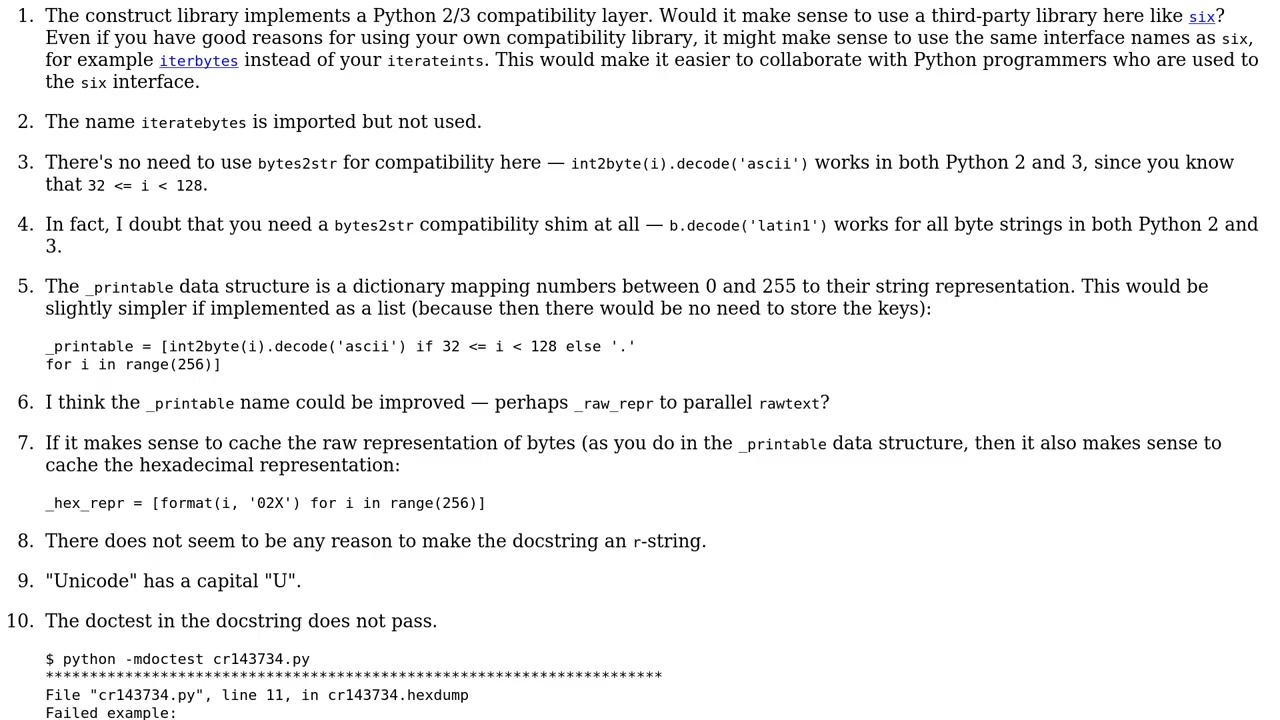 1. The construct library implements a Python 2/3 compatibility layer. Would it make sense to use a third-party library here like six?
Even if you have good reasons for using your own compatibility library, it might make sense to use the same interface names as six,
for example iterbytes instead of your iterateints. This would make it easier to collaborate with Python programmers who are used to
the six interface.
2. The name iteratebytes is imported but not used.
3. There's no need to use bytes2str for compatibility here — int2byte(i).decode('ascii') works in both Python 2 and 3, since you know
that 32 <= i < 128.
4. In fact, I doubt that you need a bytes2str compatibility shim at all — b.decode('latin1') works for all byte strings in both Python 2 and
3.
5. The _printable data structure is a dictionary mapping numbers between 0 and 255 to their string representation. This would be
slightly simpler if implemented as a list (because then there would be no need to store the keys):
_printable = [int2byte(i).decode('ascii') if 32 <= i < 128 else '.'
for i in range(256)]
6. I think the _printable name could be improved — perhaps _raw_repr to parallel rawtext?
7. If it makes sense to cache the raw representation of bytes (as you do in the _printable data structure, then it also makes sense to
cache the hexadecimal representation:
_hex_repr = [format(i, '02X') for i in range(256)]
8. There does not seem to be any reason to make the docstring an r-string.
9. "Unicode" has a capital "U".
10. The doctest in the docstring does not pass.
$ python -mdoctest cr143734.py
**********************************************************************
File "cr143734.py", line 11, in cr143734.hexdump
Failed example: